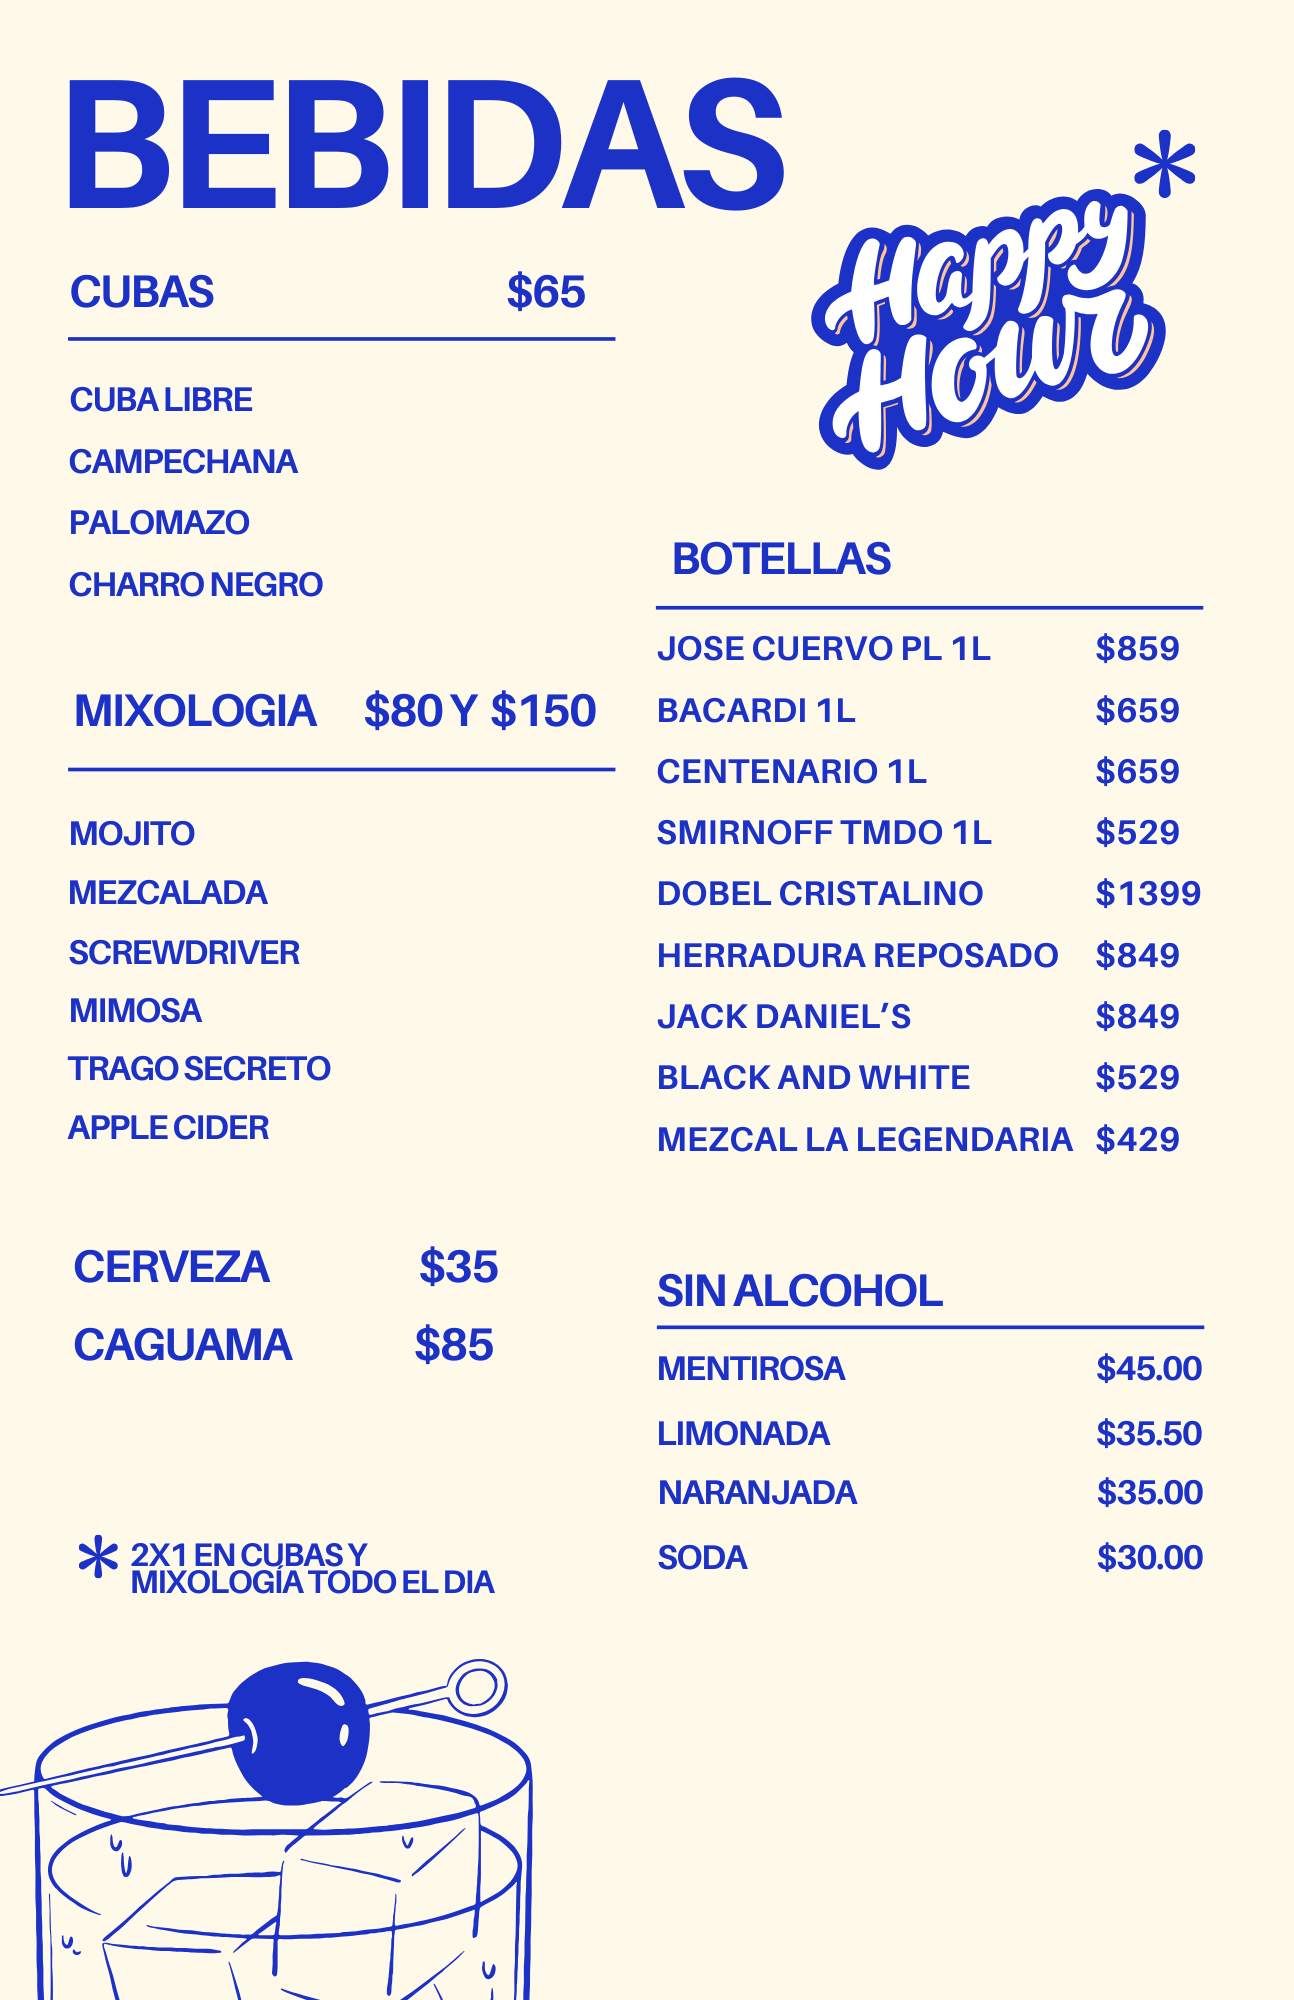 BEBIDAS
*
Happy
Hour
CUBAS $65
CUBA LIBRE
CAMPECHANA
PALOMAZO
CHARRO NEGRO
MIXOLOGIA $80 Y $150
MOJITO
MEZCALADA
SCREWDRIVER
MIMOSA
TRAGO SECRETO
APPLE CIDER
CERVEZA $35
CAGUAMA $85
* 2X1 EN CUBAS Y
MIXOLOGÍA TODO EL DIA
BOTELLAS
JOSE CUERVO PL 1L $859
BACARDI 1L $659
CENTENARIO 1L $659
SMIRNOFF TMDO 1L $529
DOBEL CRISTALINO $1399
HERRADURA REPOSADO $849
JACK DANIEL’S $849
BLACK AND WHITE $529
MEZCAL LA LEGENDARIA $429
SIN ALCOHOL
MENTIROSA $45.00
LIMONADA $35.50
NARANJADA $35.00
SODA $30.00